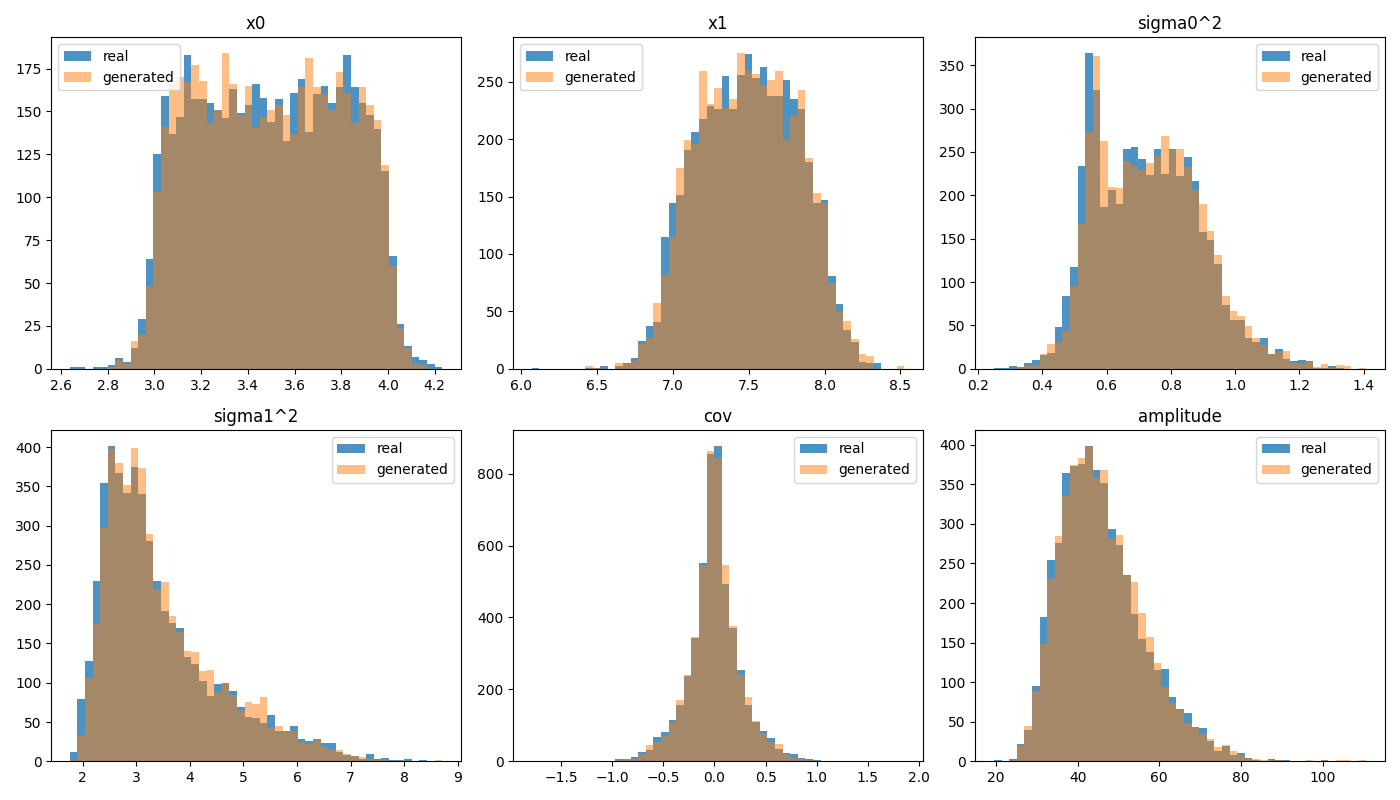 x0
real
generated
0
25
50
75
100
125
150
175
2.6 2.8 3.0 3.2 3.4 3.6 3.8 4.0 4.2
x1
real
generated
0
50
100
150
200
250
6.0 6.5 7.0 7.5 8.0 8.5
sigma0^2
real
generated
0
50
100
150
200
250
300
350
0.2 0.4 0.6 0.8 1.0 1.2 1.4
sigma1^2
real
generated
0
50
100
150
200
250
300
350
400
2 3 4 5 6 7 8 9
cov
real
generated
0
200
400
600
800
−1.5 −1.0 −0.5 0.0 0.5 1.0 1.5 2.0
amplitude
real
generated
0
50
100
150
200
250
300
350
400
20 40 60 80 100